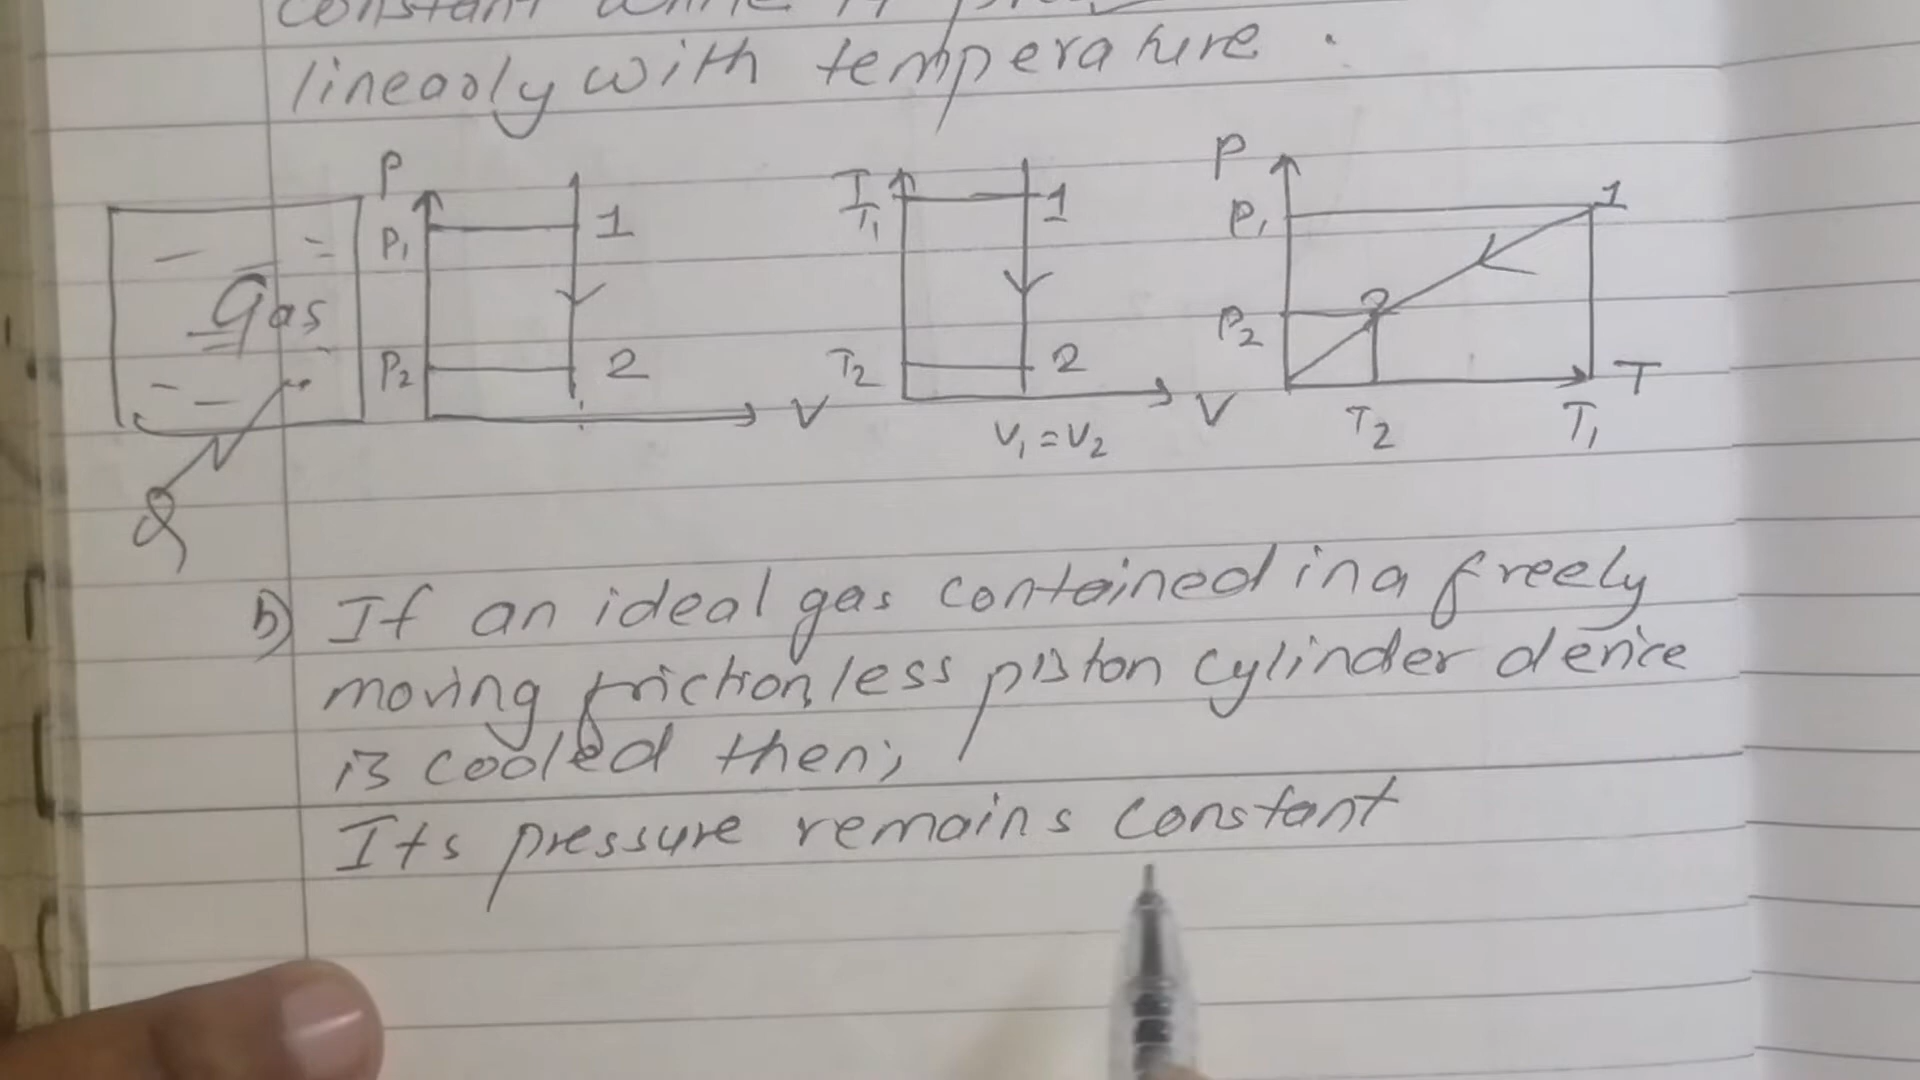 constant
linearly with temperature.
P
P1
1
Gas
P2
2
V
Q
T
T1
1
T2
2
V
V1 = V2
P
P1
1
P2
2
T
T2
T1
b) If an ideal gas contained in a freely
moving frictionless piston cylinder device
is cooled then;
Its pressure remains constant